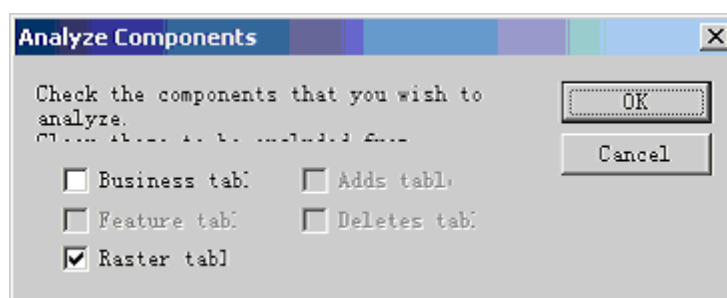 Analyze Components
Check the components that you wish to
analyze.
OK
Cancel
Business tabl
Adds table
Feature tabl
Deletes tabl
Raster tabl